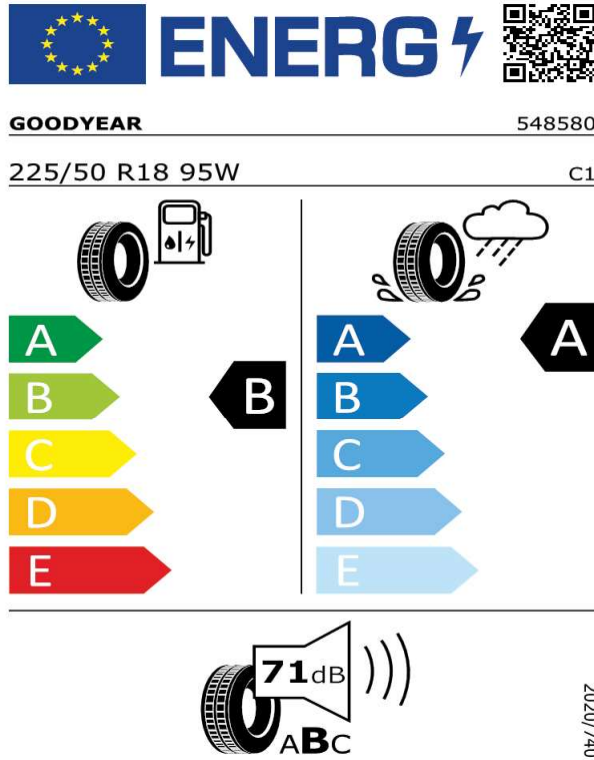 ENERG
GOODYEAR 548580
225/50 R18 95W C1
A A A
B B B
C C
D D
E E
71dB
ABC
2020/740